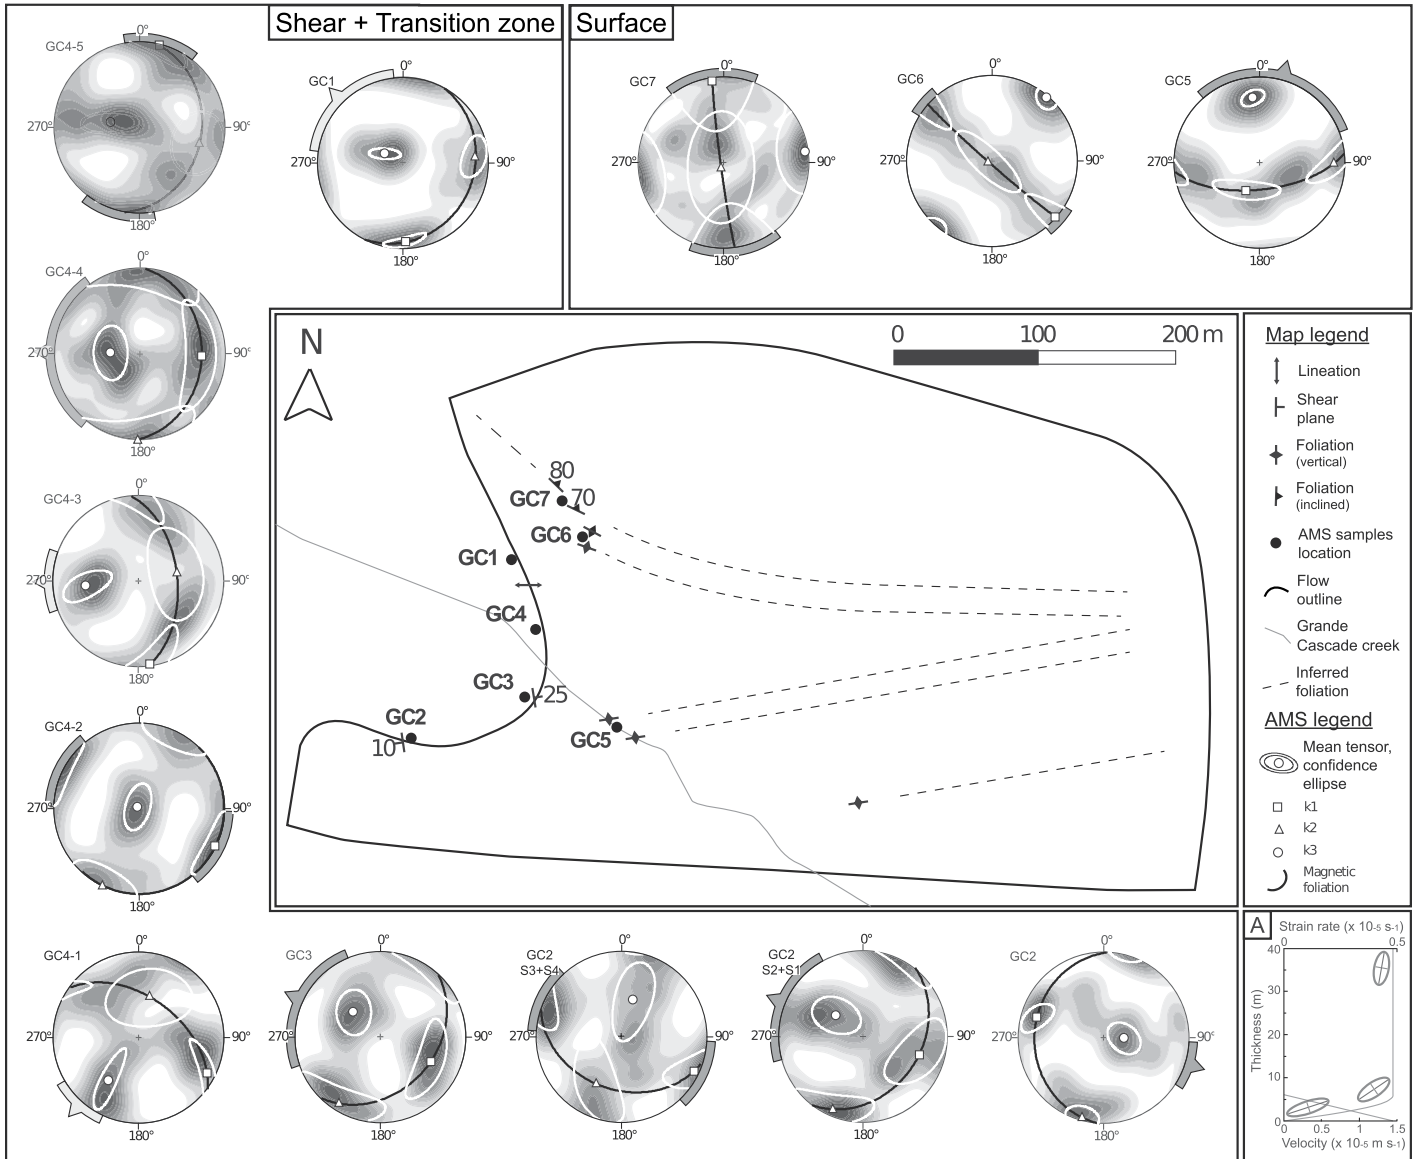 Shear + Transition zone
Surface
GC4-5
0°
270°
90°
180°
GC1
0°
270°
90°
180°
GC7
0°
270°
90°
180°
GC6
0°
270°
90°
180°
GC5
0°
270°
90°
180°
GC4-4
0°
270°
90°
180°
GC4-3
0°
270°
90°
180°
GC4-2
0°
270°
90°
180°
N
0
100
200 m
80
GC7
70
GC6
GC1
GC4
GC3
25
GC2
10
GC5
Map legend
Lineation
Shear
plane
Foliation
(vertical)
Foliation
(inclined)
AMS samples
location
Flow
outline
Grande
Cascade creek
Inferred
foliation
AMS legend
Mean tensor,
confidence
ellipse
k1
k2
k3
Magnetic
foliation
GC4-1
0°
270°
90°
180°
GC3
0°
270°
90°
180°
GC2
S3+S4
0°
270°
90°
180°
GC2
S2+S1
0°
270°
90°
180°
GC2
0°
270°
90°
180°
A
Strain rate (x 10-5 s-1)
0
0.5
40
30
20
10
0
Thickness (m)
0
0.5
1
1.5
Velocity (x 10-5 m s-1)